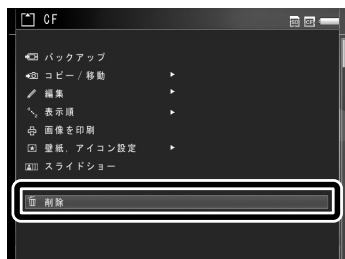 CF
SD CF
バックアップ
コピー/移動
編集
表示順
画像を印刷
壁紙、アイコン設定
スライドショー
削除